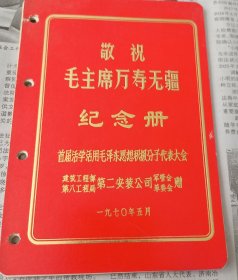 敬祝
毛主席万寿无疆
纪念册
首届活学活用毛泽东思想积极分子代表大会
建筑工程部 第八工程局 第二安装公司 军管会 革委会 赠
一九七〇年五月